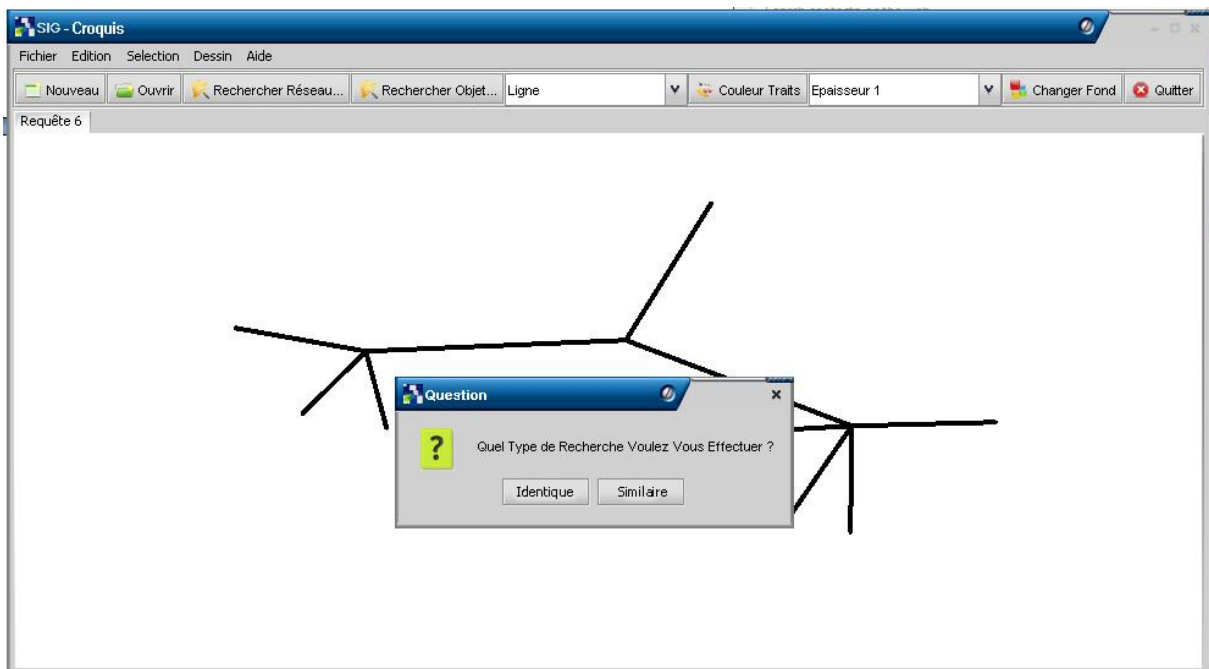 SIG - Croquis
Fichier Edition Selection Dessin Aide
Nouveau Ouvrir Rechercher Réseau... Rechercher Objet... Ligne Couleur Traits Epaisseur 1 Changer Fond Quitter
Requête 6
Question
? Quel Type de Recherche Voulez Vous Effectuer ?
Identique Similaire